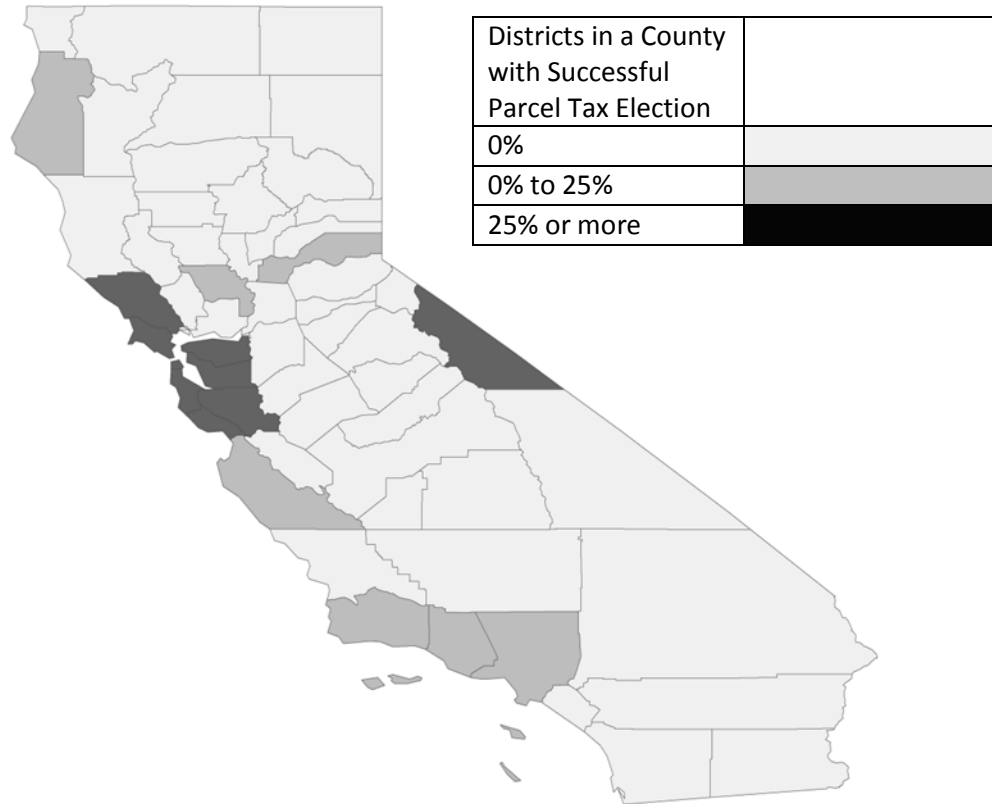 Districts in a County
with Successful
Parcel Tax Election
0%
0% to 25%
25% or more